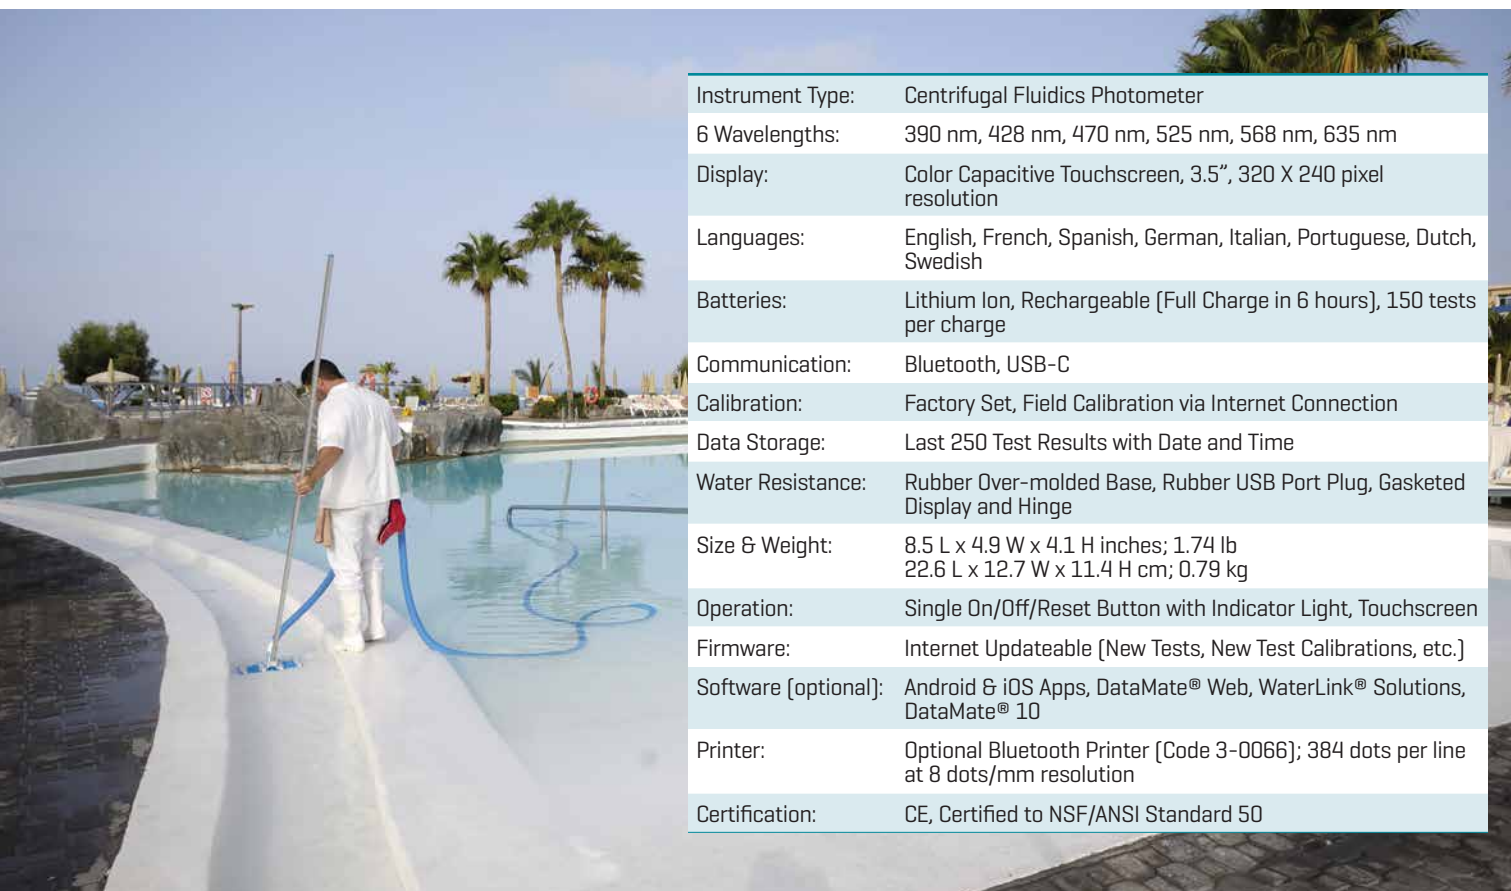 Instrument Type: Centrifugal Fluidics Photometer
6 Wavelengths: 390 nm, 428 nm, 470 nm, 525 nm, 568 nm, 635 nm
Display: Color Capacitive Touchscreen, 3.5”, 320 X 240 pixel
resolution
Languages: English, French, Spanish, German, Italian, Portuguese, Dutch,
Swedish
Batteries: Lithium Ion, Rechargeable (Full Charge in 6 hours), 150 tests
per charge
Communication: Bluetooth, USB-C
Calibration: Factory Set, Field Calibration via Internet Connection
Data Storage: Last 250 Test Results with Date and Time
Water Resistance: Rubber Over-molded Base, Rubber USB Port Plug, Gasketed
Display and Hinge
Size & Weight: 8.5 L x 4.9 W x 4.1 H inches; 1.74 lb
22.6 L x 12.7 W x 11.4 H cm; 0.79 kg
Operation: Single On/Off/Reset Button with Indicator Light, Touchscreen
Firmware: Internet Updateable (New Tests, New Test Calibrations, etc.)
Software (optional): Android & iOS Apps, DataMate® Web, WaterLink® Solutions,
DataMate® 10
Printer: Optional Bluetooth Printer (Code 3-0066); 384 dots per line
at 8 dots/mm resolution
Certification: CE, Certified to NSF/ANSI Standard 50